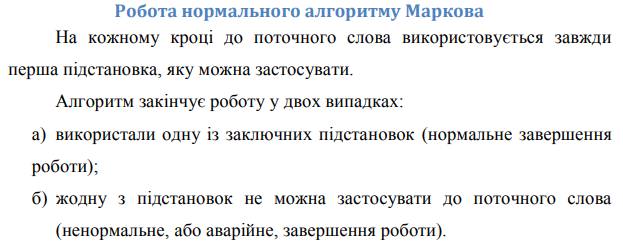 Робота нормального алгоритму Маркова
На кожному кроці до поточного слова використовується завжди
перша підстановка, яку можна застосувати.
Алгоритм закінчує роботу у двох випадках:
а) використали одну із заключних підстановок (нормальне завершення
роботи);
б) жодну з підстановок не можна застосувати до поточного слова
(ненормальне, або аварійне, завершення роботи).